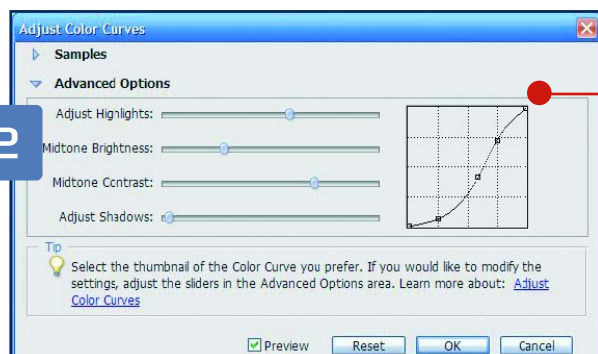 Adjust Color Curves
Samples
Advanced Options
Adjust Highlights:
Midtone Brightness:
Midtone Contrast:
Adjust Shadows:
Tip
Select the thumbnail of the Color Curve you prefer. If you would like to modify the
settings, adjust the sliders in the Advanced Options area. Learn more about: Adjust
Color Curves
Preview Reset OK Cancel